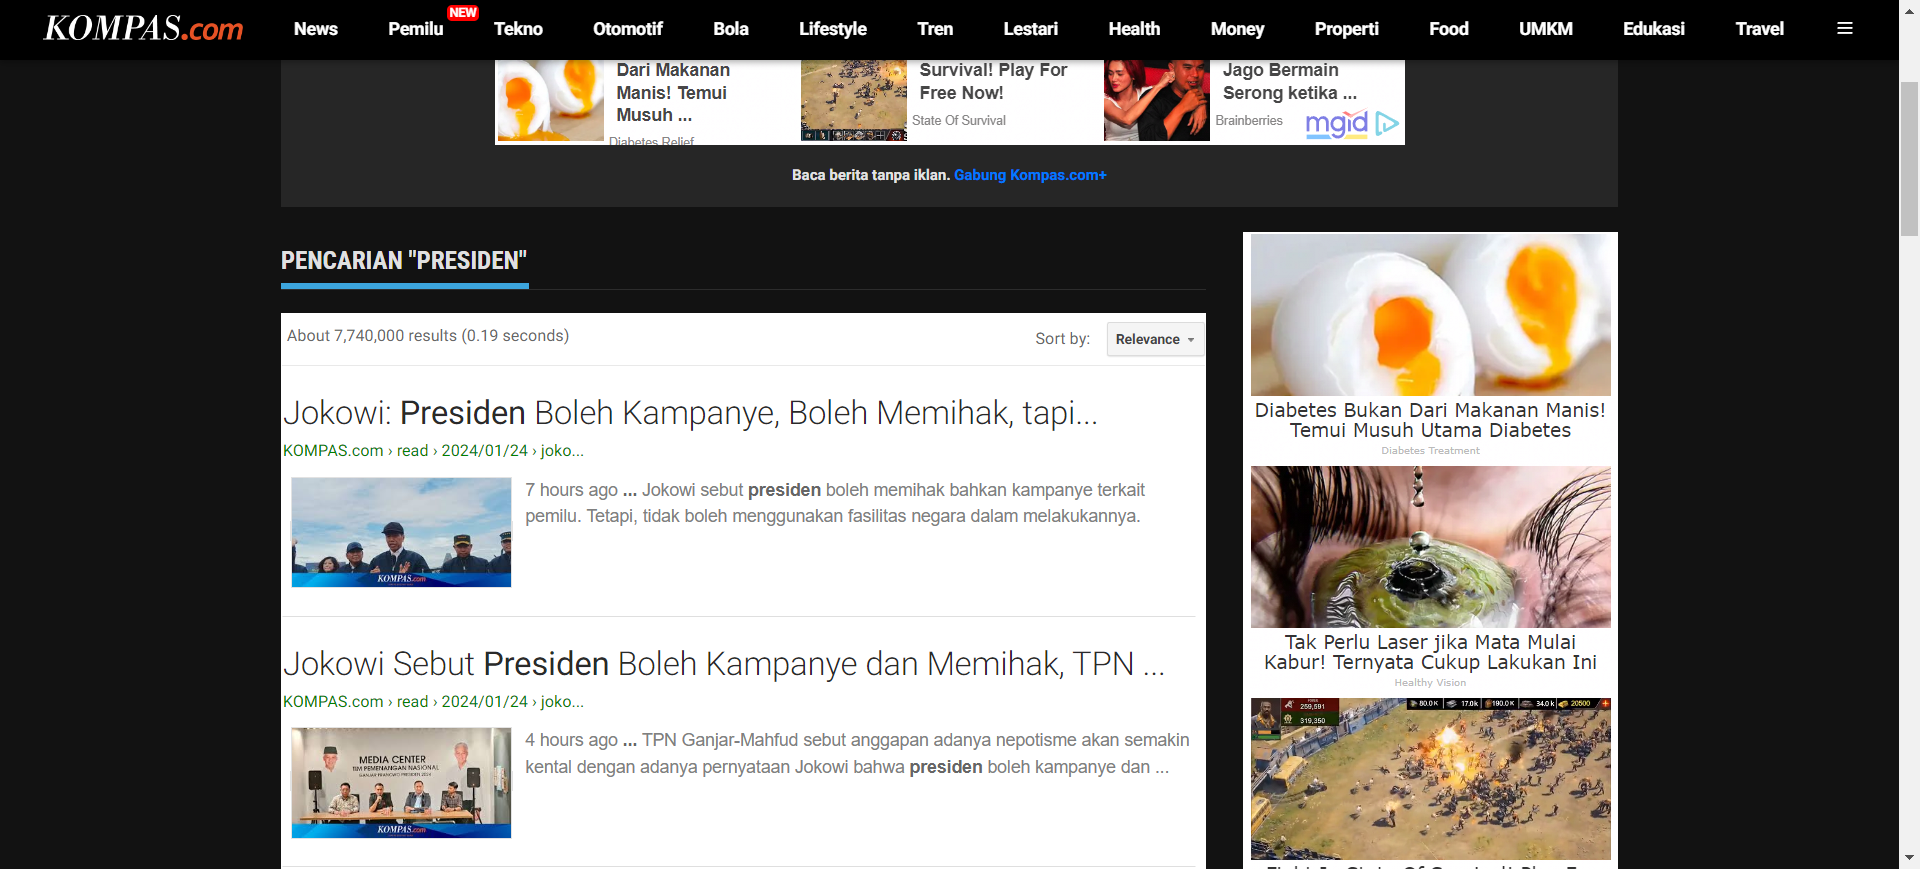 KOMPAS.com
News
Pemilu
NEW
Tekno
Otomotif
Bola
Lifestyle
Tren
Lestari
Health
Money
Properti
Food
UMKM
Edukasi
Travel
Dari Makanan
Manis! Temui
Musuh ...
Diabetes Relief
Survival! Play For
Free Now!
State Of Survival
Jago Bermain
Serong ketika ...
Brainberries
mgid
Baca berita tanpa iklan. Gabung Kompas.com+
PENCARIAN "PRESIDEN"
About 7,740,000 results (0.19 seconds)
Sort by:
Relevance
Jokowi: Presiden Boleh Kampanye, Boleh Memihak, tapi...
KOMPAS.com › read › 2024/01/24 › joko...
7 hours ago ... Jokowi sebut presiden boleh memihak bahkan kampanye terkait
pemilu. Tetapi, tidak boleh menggunakan fasilitas negara dalam melakukannya.
KOMPAS.com
Jokowi Sebut Presiden Boleh Kampanye dan Memihak, TPN ...
KOMPAS.com › read › 2024/01/24 › joko...
4 hours ago ... TPN Ganjar-Mahfud sebut anggapan adanya nepotisme akan semakin
kental dengan adanya pernyataan Jokowi bahwa presiden boleh kampanye dan ...
MEDIA CENTER
TIM PEMENANGAN NASIONAL
GANJAR PRANOWO PRESIDEN 2024
KOMPAS.com
Diabetes Bukan Dari Makanan Manis!
Temui Musuh Utama Diabetes
Diabetes Treatment
Tak Perlu Laser jika Mata Mulai
Kabur! Ternyata Cukup Lakukan Ini
Healthy Vision
259,591
319,350
80.0K
17.0k
190.0K
34.0k
20500